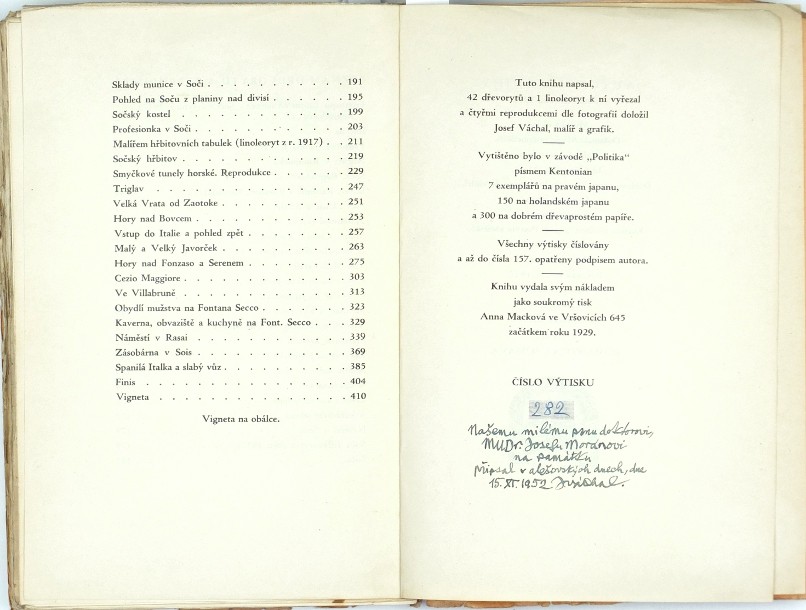 Sklady munice v Soči . . . . . . . . . . . 191
Pohled na Soču z planiny nad divisí . . . . . . 195
Sočský kostel . . . . . . . . . . . . . 199
Profesionka v Soči . . . . . . . . . . . . 203
Malířem hřbitovních tabulek (linoleoryt z r. 1917) . . 211
Sočský hřbitov . . . . . . . . . . . . . 219
Smyčkové tunely horské. Reprodukce . . . . . . 229
Triglav . . . . . . . . . . . . . . 247
Velká Vrata od Zaotoke . . . . . . . . . . 251
Hory nad Bovcem . . . . . . . . . . . . 253
Vstup do Italie a pohled zpět . . . . . . . . 257
Malý a Velký Javorček . . . . . . . . . . 263
Hory nad Fonzaso a Serenem . . . . . . . . 275
Cezio Maggiore . . . . . . . . . . . . . 303
Ve Villabruně . . . . . . . . . . . . . 313
Obydlí mužstva na Fontana Secco . . . . . . . 323
Kaverna, obvaziště a kuchyně na Font. Secco . . . 329
Náměstí v Rasai . . . . . . . . . . . . 339
Zásobárna v Sois . . . . . . . . . . . . 369
Spanilá Italka a slabý vůz . . . . . . . . . . 385
Finis . . . . . . . . . . . . . . . 404
Vigneta . . . . . . . . . . . . . . 410
Vigneta na obálce.
Tuto knihu napsal,
42 dřevorytů a 1 linoleoryt k ní vyřezal
a čtyřmi reprodukcemi dle fotografií doložil
Josef Váchal, malíř a grafik.
Vytištěno bylo v závodě „Politika“
písmem Kentonian
7 exemplářů na pravém japanu,
150 na holandském japanu
a 300 na dobrém dřevaprostém papíře.
Všechny výtisky číslovány
a až do čísla 157. opatřeny podpisem autora.
Knihu vydala svým nákladem
jako soukromý tisk
Anna Macková ve Vršovicích 645
začátkem roku 1929.
ČÍSLO VÝTISKU
282
Našemu milému panu doktorovi,
MUDr. Josefu Moránovi
na památku
připsal v alšovských dnech, dne
15. XI. 1952